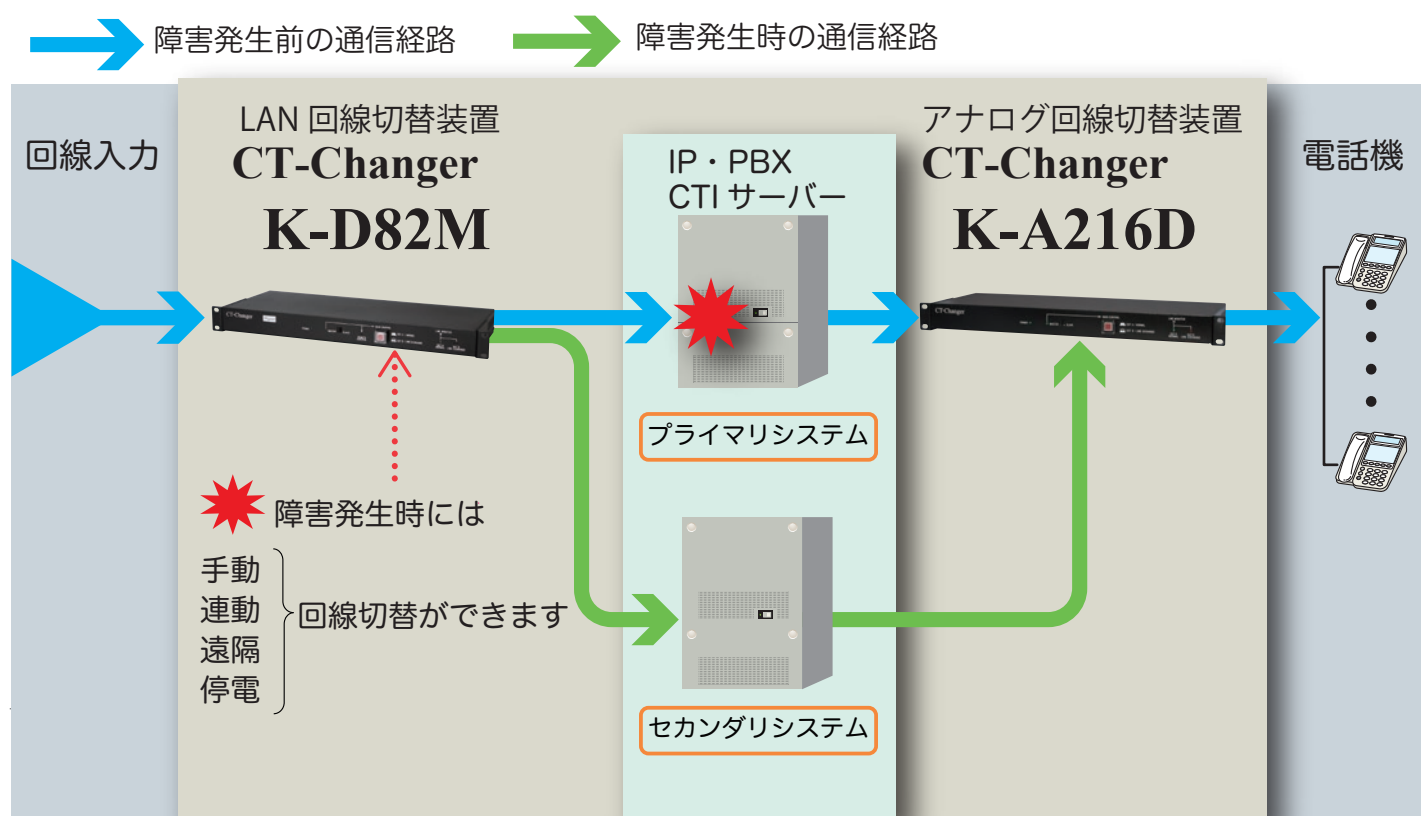 障害発生前の通信経路
障害発生時の通信経路
回線入力
LAN 回線切替装置
CT-Changer
K-D82M
IP・PBX
CTI サーバー
アナログ回線切替装置
CT-Changer
K-A216D
電話機
CT-Changer
CT-Changer
プライマリシステム
障害発生時には
手動
連動
遠隔
停電
回線切替ができます
セカンダリシステム